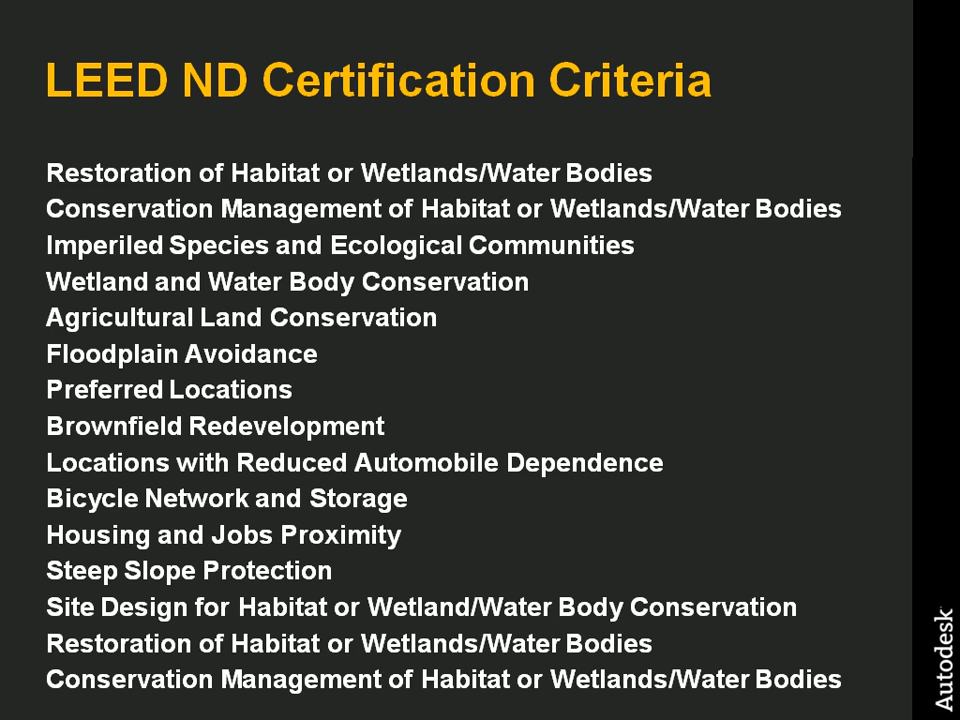 LEED ND Certification Criteria
Restoration of Habitat or Wetlands/Water Bodies
Conservation Management of Habitat or Wetlands/Water Bodies
Imperiled Species and Ecological Communities
Wetland and Water Body Conservation
Agricultural Land Conservation
Floodplain Avoidance
Preferred Locations
Brownfield Redevelopment
Locations with Reduced Automobile Dependence
Bicycle Network and Storage
Housing and Jobs Proximity
Steep Slope Protection
Site Design for Habitat or Wetland/Water Body Conservation
Restoration of Habitat or Wetlands/Water Bodies
Conservation Management of Habitat or Wetlands/Water Bodies
Autodesk